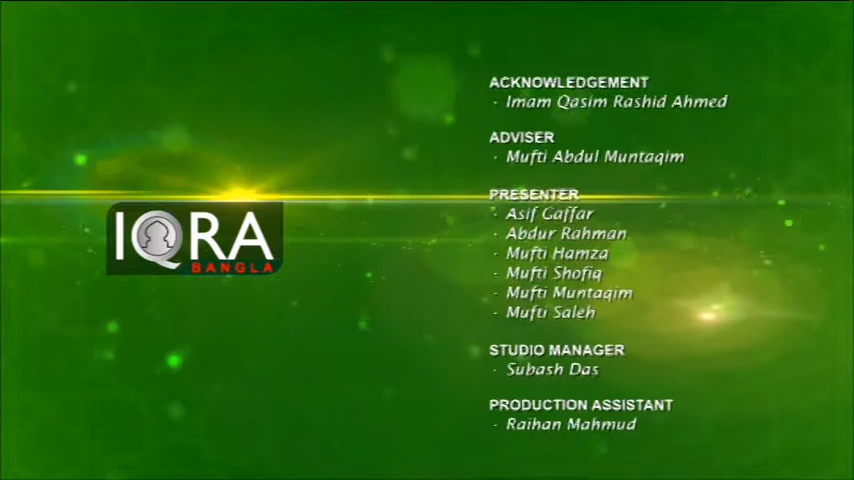 IQRA
BANGLA
ACKNOWLEDGEMENT
- Imam Qasim Rashid Ahmed
ADVISER
- Mufti Abdul Muntaqim
PRESENTER
- Asif Gaffar
- Abdur Rahman
- Mufti Hamza
- Mufti Shofiq
- Mufti Muntaqim
- Mufti Saleh
STUDIO MANAGER
- Subash Das
PRODUCTION ASSISTANT
- Raihan Mahmud